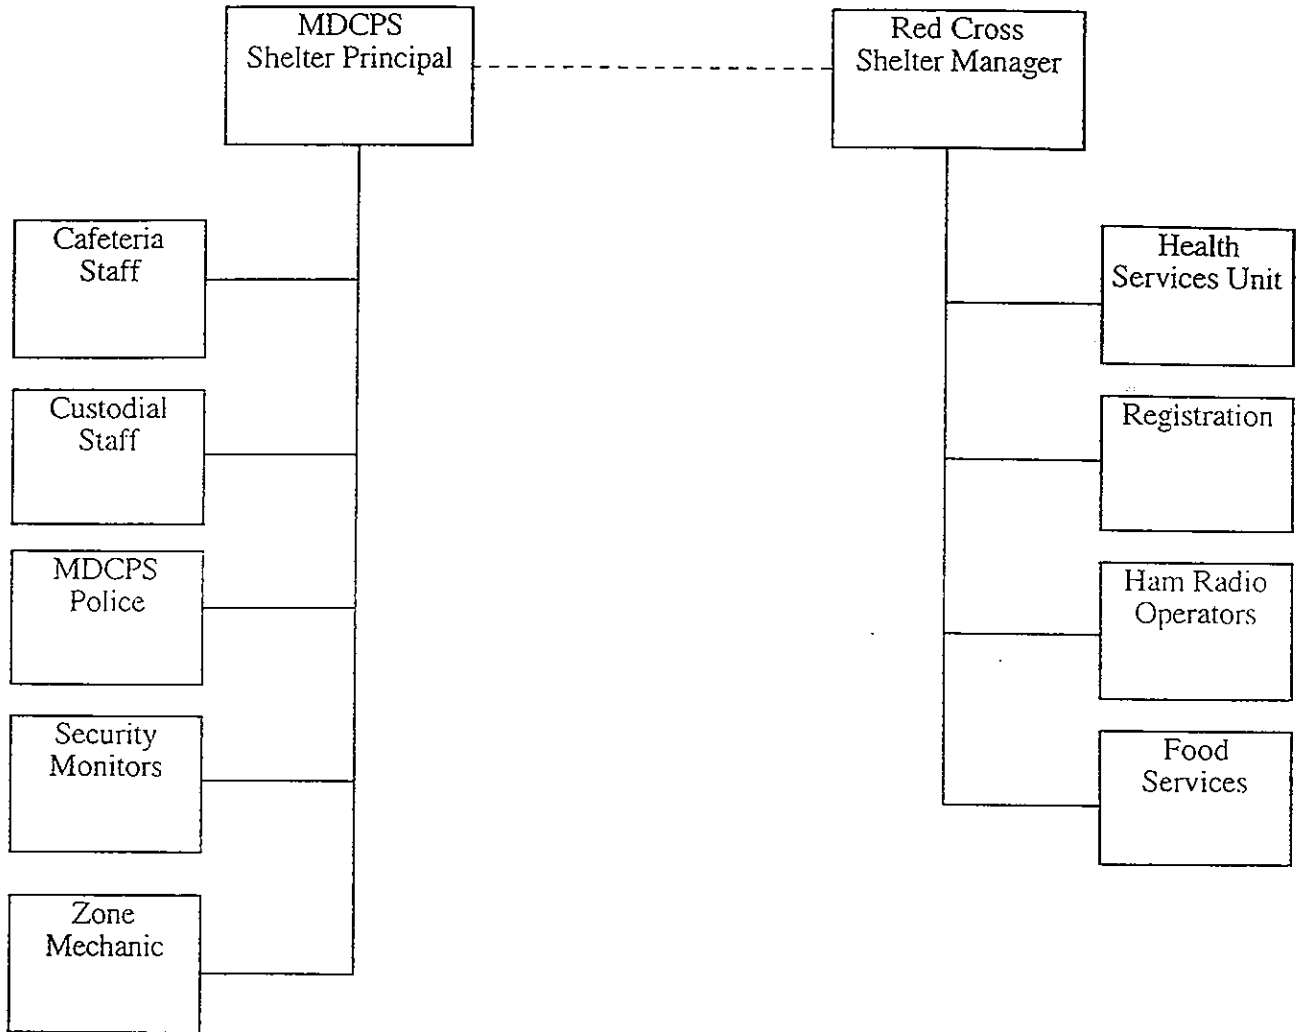 MDCPS
Shelter Principal
Red Cross
Shelter Manager
Cafeteria
Staff
Custodial
Staff
MDCPS
Police
Security
Monitors
Zone
Mechanic
Health
Services Unit
Registration
Ham Radio
Operators
Food
Services